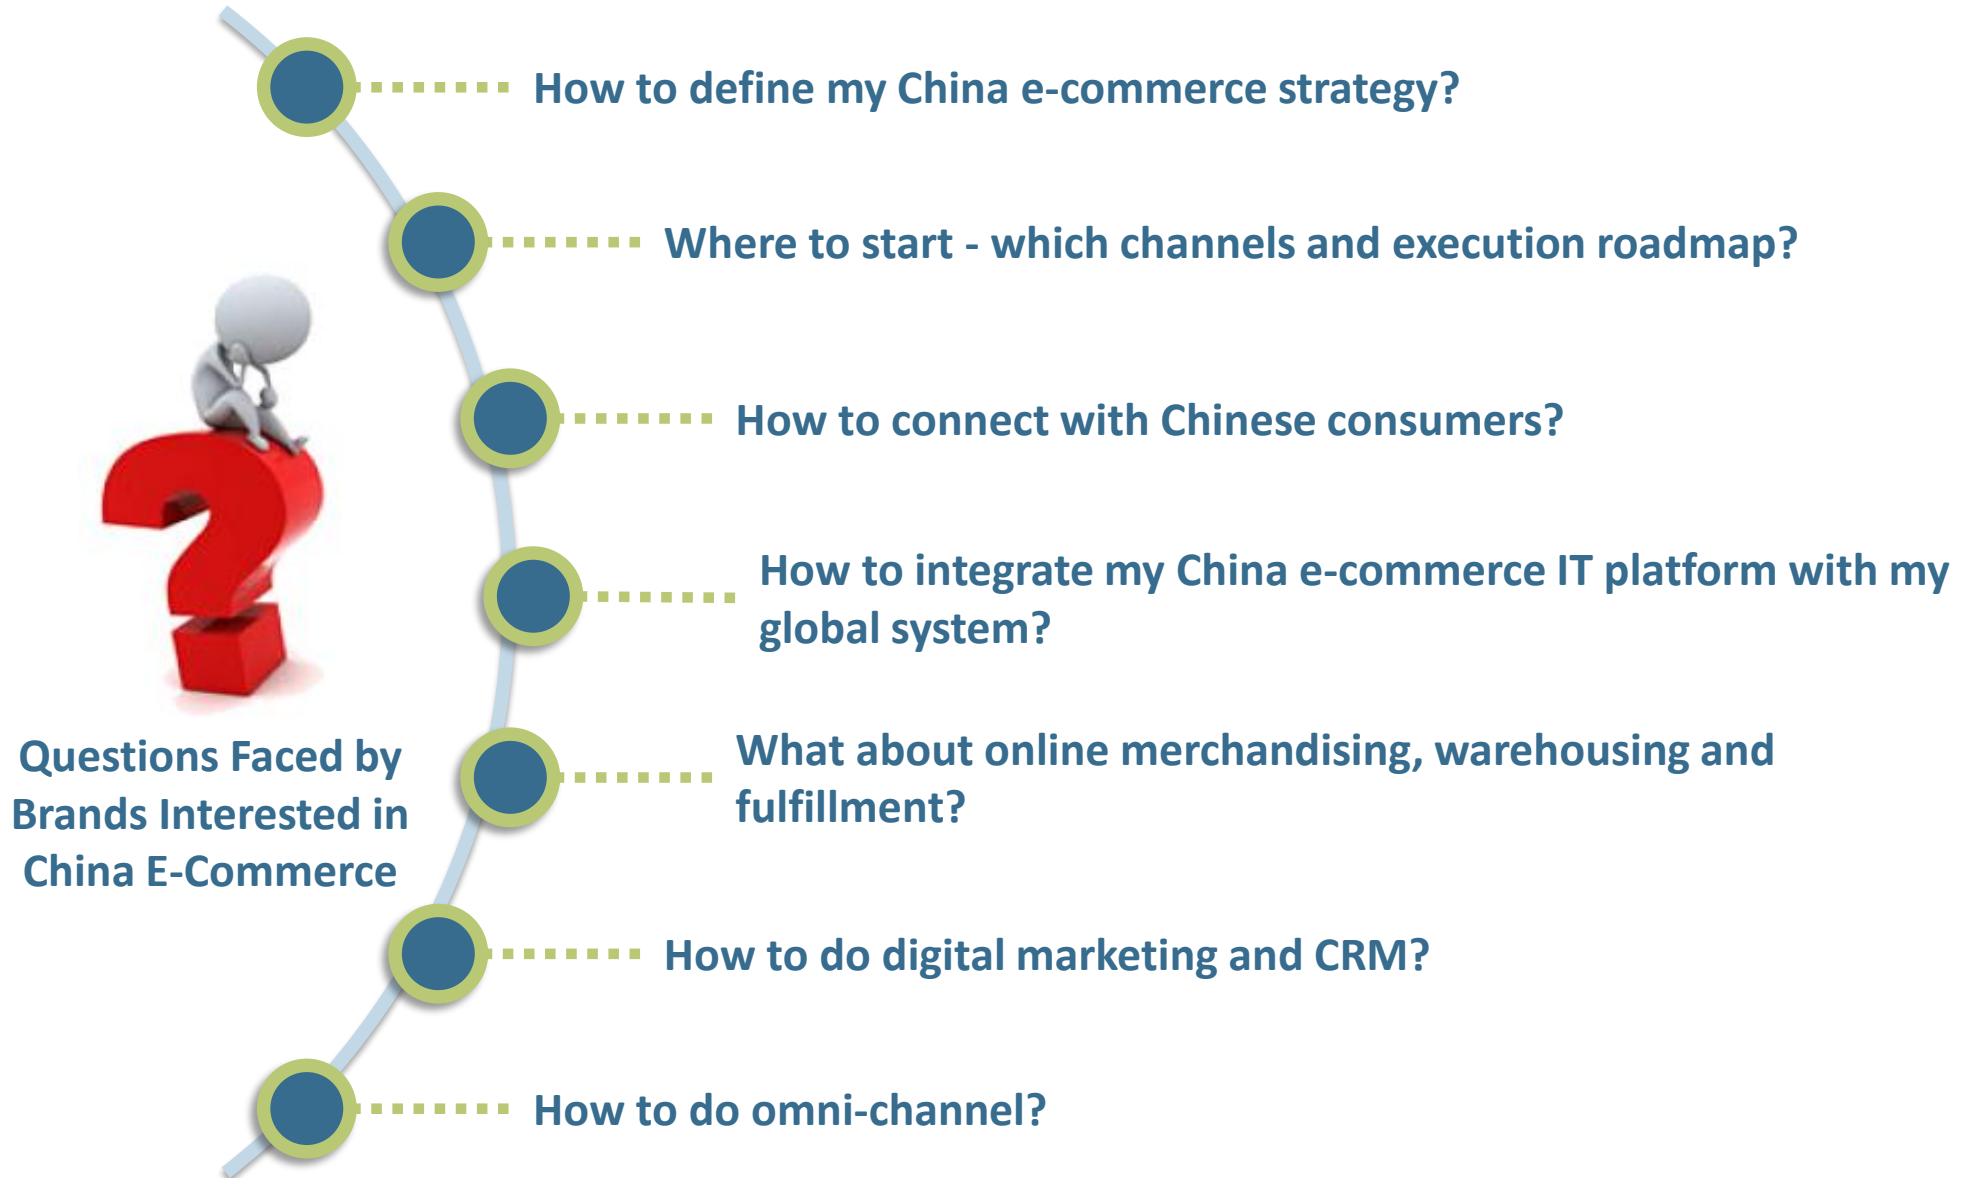 How to define my China e-commerce strategy?
Where to start - which channels and execution roadmap?
How to connect with Chinese consumers?
How to integrate my China e-commerce IT platform with my
global system?
What about online merchandising, warehousing and
fulfillment?
How to do digital marketing and CRM?
How to do omni-channel?
Questions Faced by
Brands Interested in
China E-Commerce